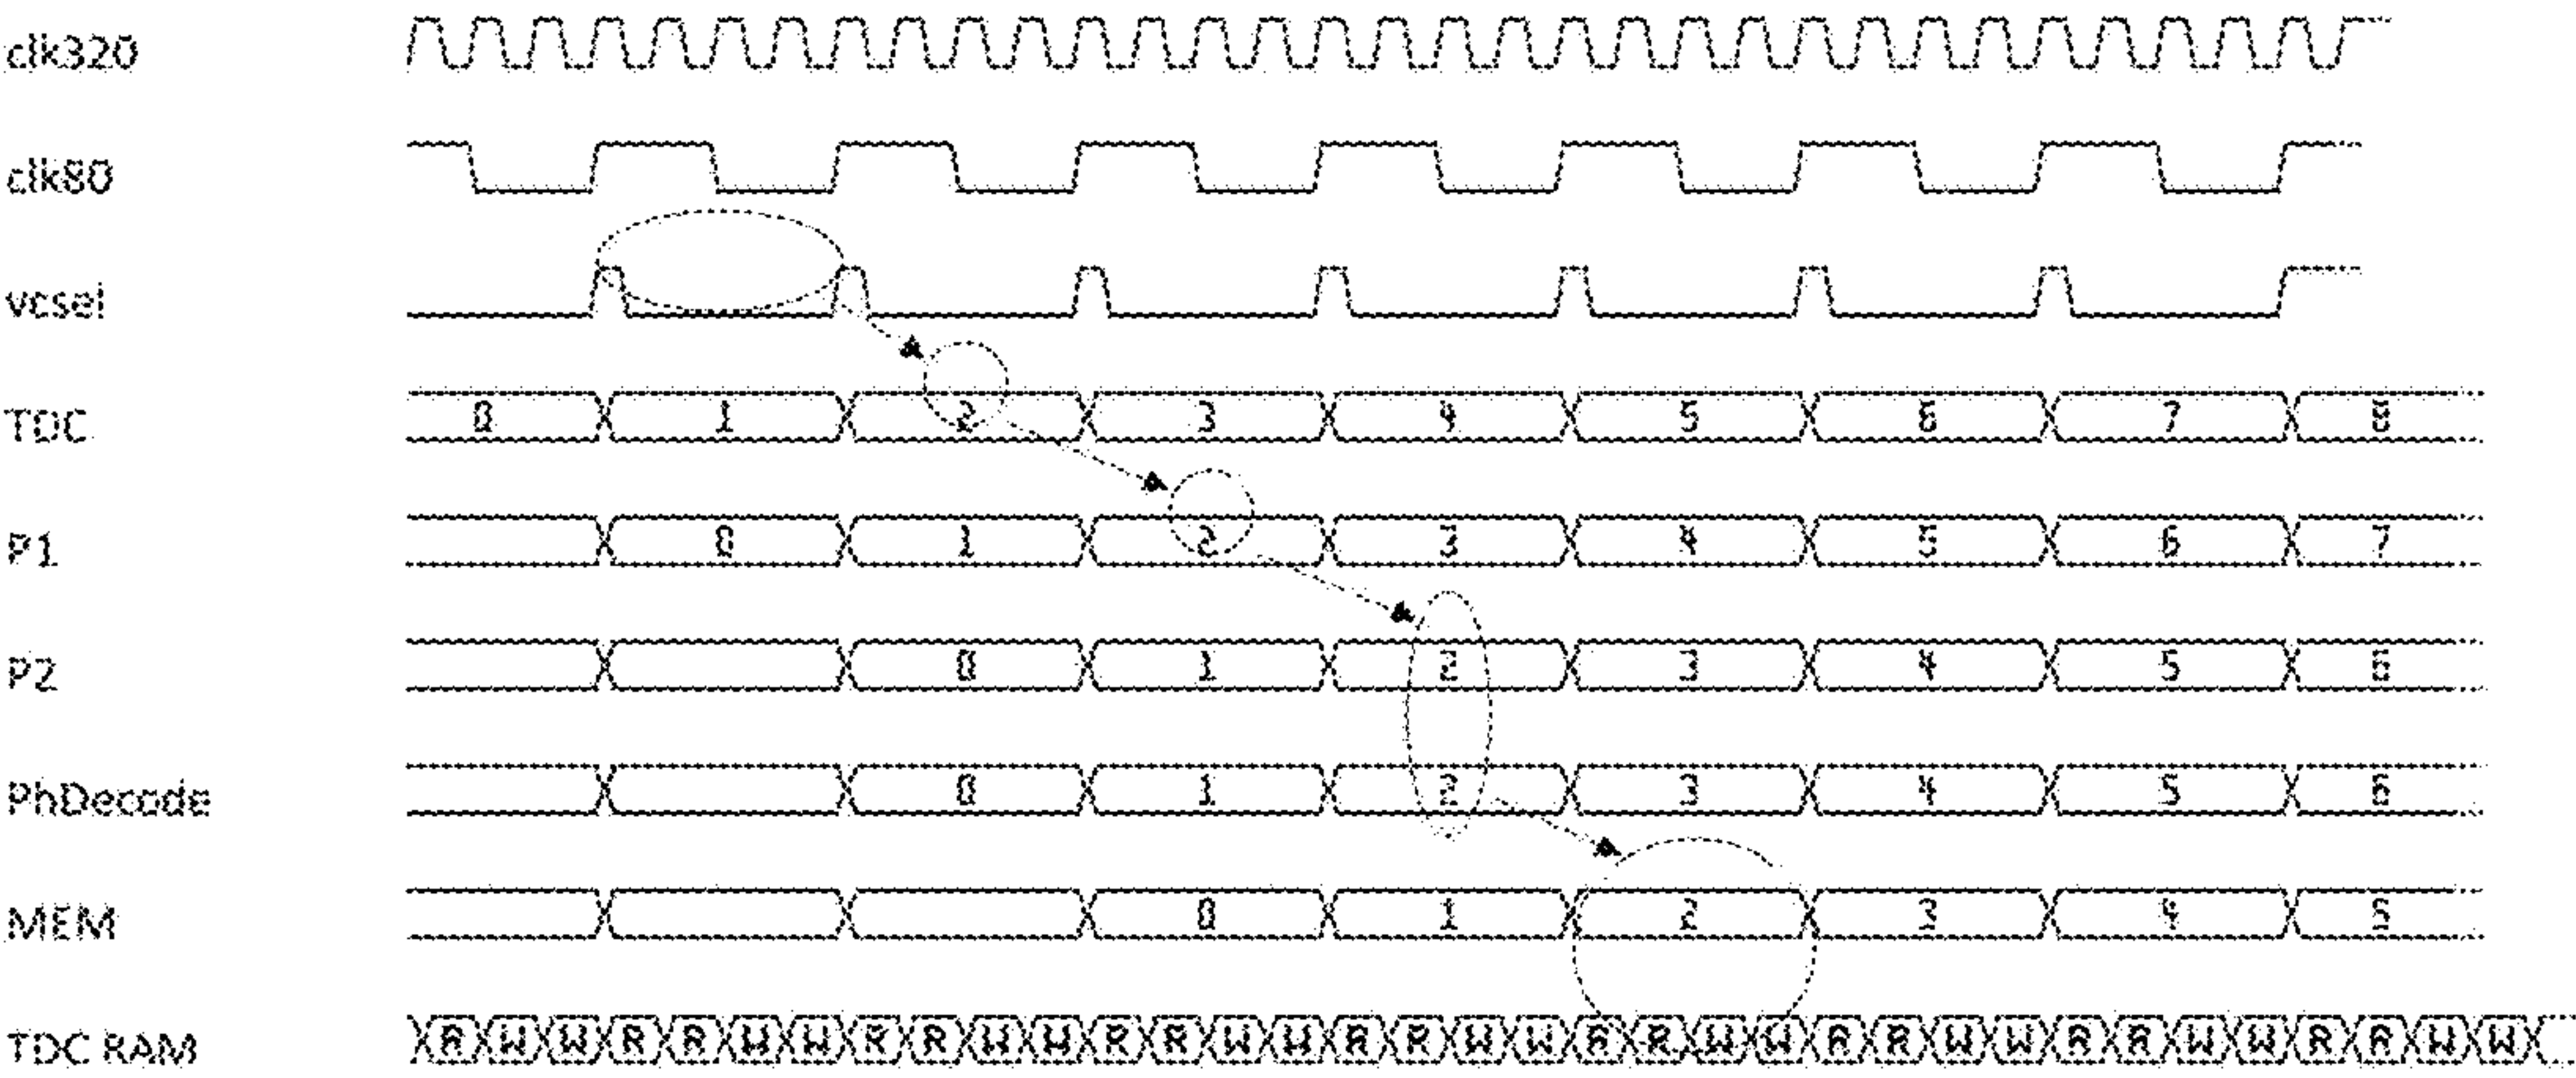 clk320
clk80
vcsel
TDC 0 1 2 3 4 5 6 7 8
P1 0 1 2 3 4 5 6 7
P2 0 1 2 3 4 5 6
PhDecode 0 1 2 3 4 5 6
MEM 0 1 2 3 4 5
TDC RAM R W W R R W W R R W W R R W W R R W W R R W W R R W W R R W W R R W W